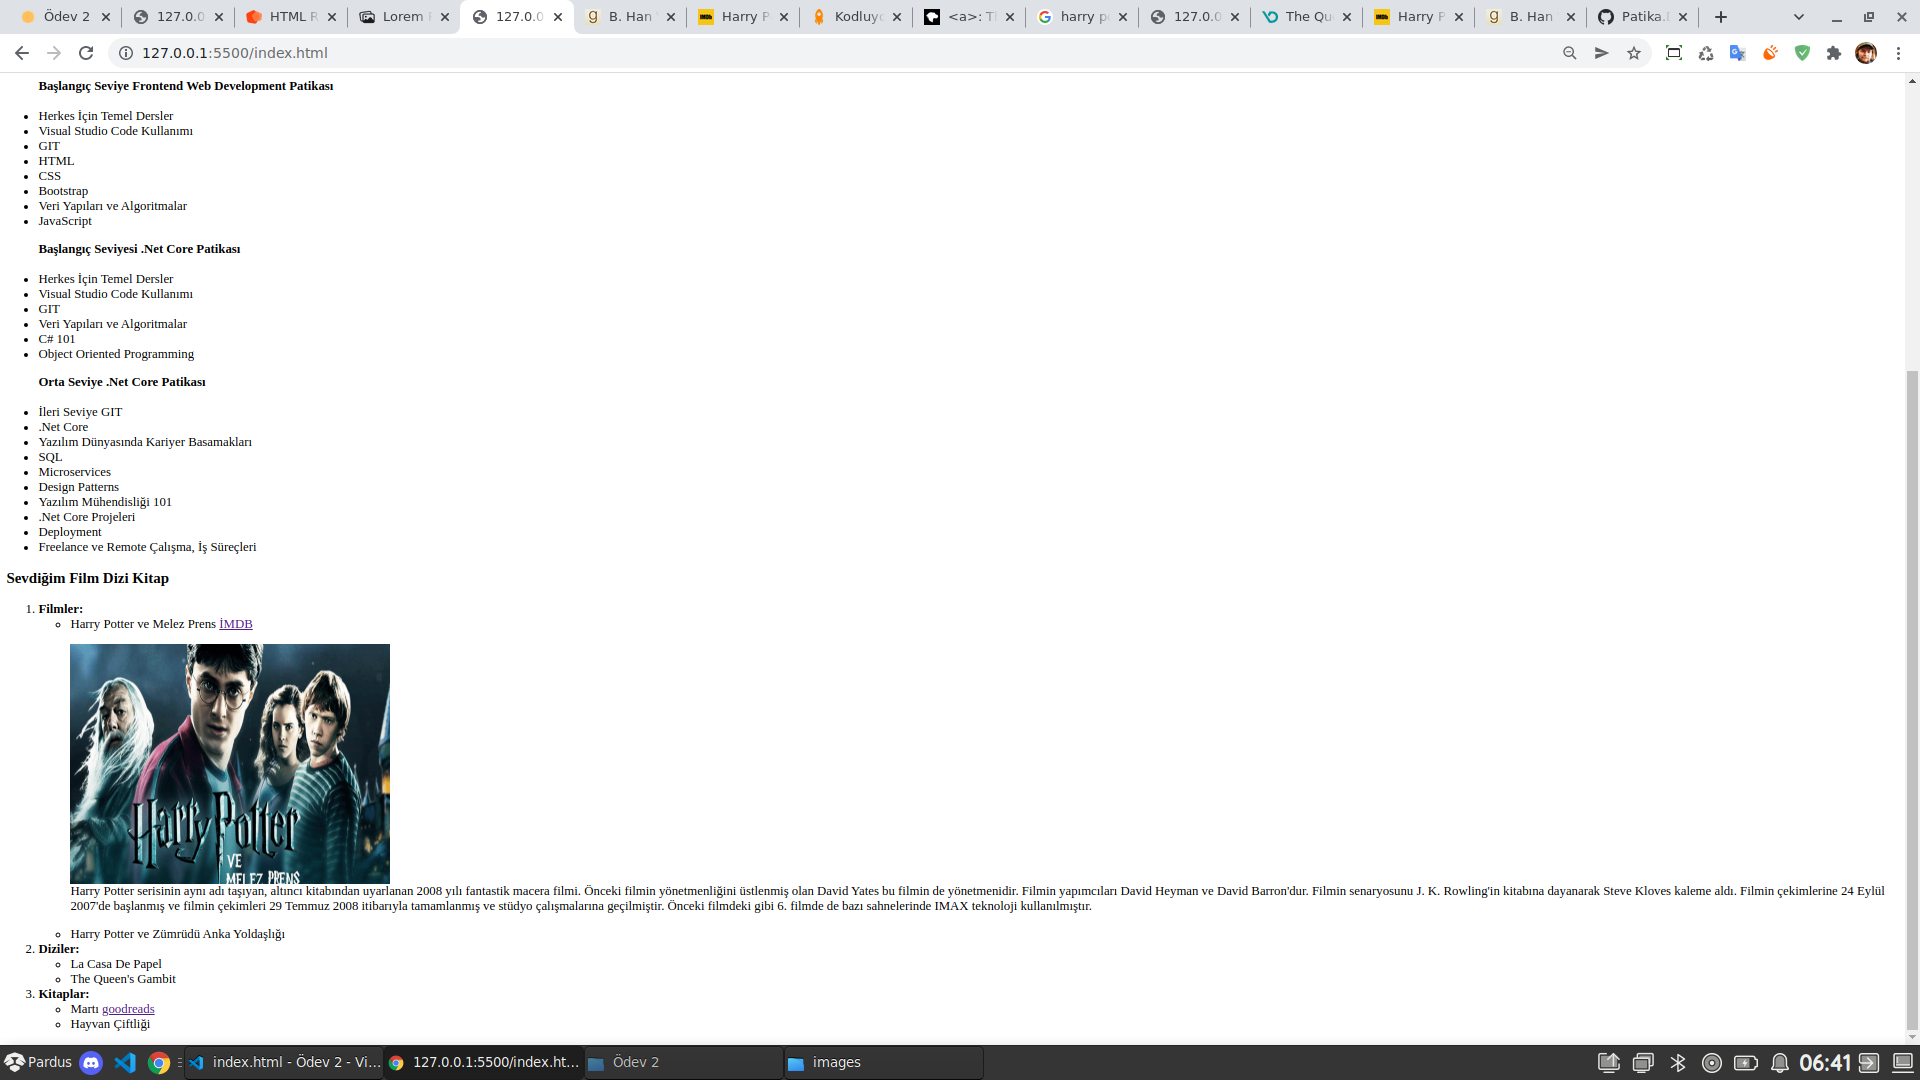 Ödev 2
127.0.0
HTML R
Lorem
127.0.0
B. Han
Harry P
Kodluyo
<a>: T
harry p
127.0.0
The Qu
Harry P
B. Han
Patika.
127.0.0.1:5500/index.html
Başlangıç Seviye Frontend Web Development Patikası
Herkes İçin Temel Dersler
Visual Studio Code Kullanımı
GIT
HTML
CSS
Bootstrap
Veri Yapıları ve Algoritmalar
JavaScript
Başlangıç Seviyesi .Net Core Patikası
Herkes İçin Temel Dersler
Visual Studio Code Kullanımı
GIT
Veri Yapıları ve Algoritmalar
C# 101
Object Oriented Programming
Orta Seviye .Net Core Patikası
İleri Seviye GIT
.Net Core
Yazılım Dünyasında Kariyer Basamakları
SQL
Microservices
Design Patterns
Yazılım Mühendisliği 101
.Net Core Projeleri
Deployment
Freelance ve Remote Çalışma, İş Süreçleri
Sevdiğim Film Dizi Kitap
1. Filmler:
Harry Potter ve Melez Prens İMDB
Harry Potter
VE
MELEZ PRENS
Harry Potter serisinin aynı adı taşıyan, altıncı kitabından uyarlanan 2008 yılı fantastik macera filmi. Önceki filmin yönetmenliğini üstlenmiş olan David Yates bu filmin de yönetmenidir. Filmin yapımcıları David Heyman ve David Barron'dur. Filmin senaryosunu J. K. Rowling'in kitabına dayanarak Steve Kloves kaleme aldı. Filmin çekimlerine 24 Eylül
2007'de başlanmış ve filmin çekimleri 29 Temmuz 2008 itibarıyla tamamlanmış ve stüdyo çalışmalarına geçilmiştir. Önceki filmdeki gibi 6. filmde de bazı sahnelerinde IMAX teknoloji kullanılmıştır.
Harry Potter ve Zümrüdü Anka Yoldaşlığı
2. Diziler:
La Casa De Papel
The Queen's Gambit
3. Kitaplar:
Martı goodreads
Hayvan Çiftliği
Pardus
index.html - Ödev 2 - Vi...
127.0.0.1:5500/index.ht...
Ödev 2
images
06:41